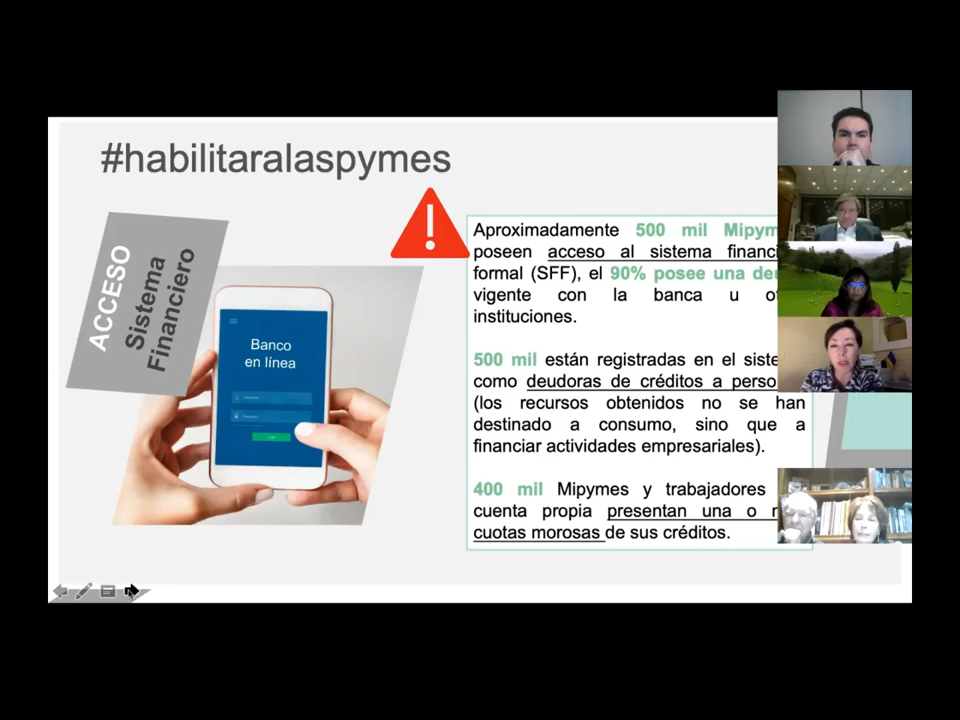 #habilitaralaspymes
ACCESO
Sistema
Financiero
Banco
en línea
Aproximadamente 500 mil Mipym
poseen acceso al sistema financi
formal (SFF), el 90% posee una deu
vigente con la banca u o
instituciones.
500 mil están registradas en el siste
como deudoras de créditos a perso
(los recursos obtenidos no se han
destinado a consumo, sino que a
financiar actividades empresariales).
400 mil Mipymes y trabajadores
cuenta propia presentan una o
cuotas morosas de sus créditos.